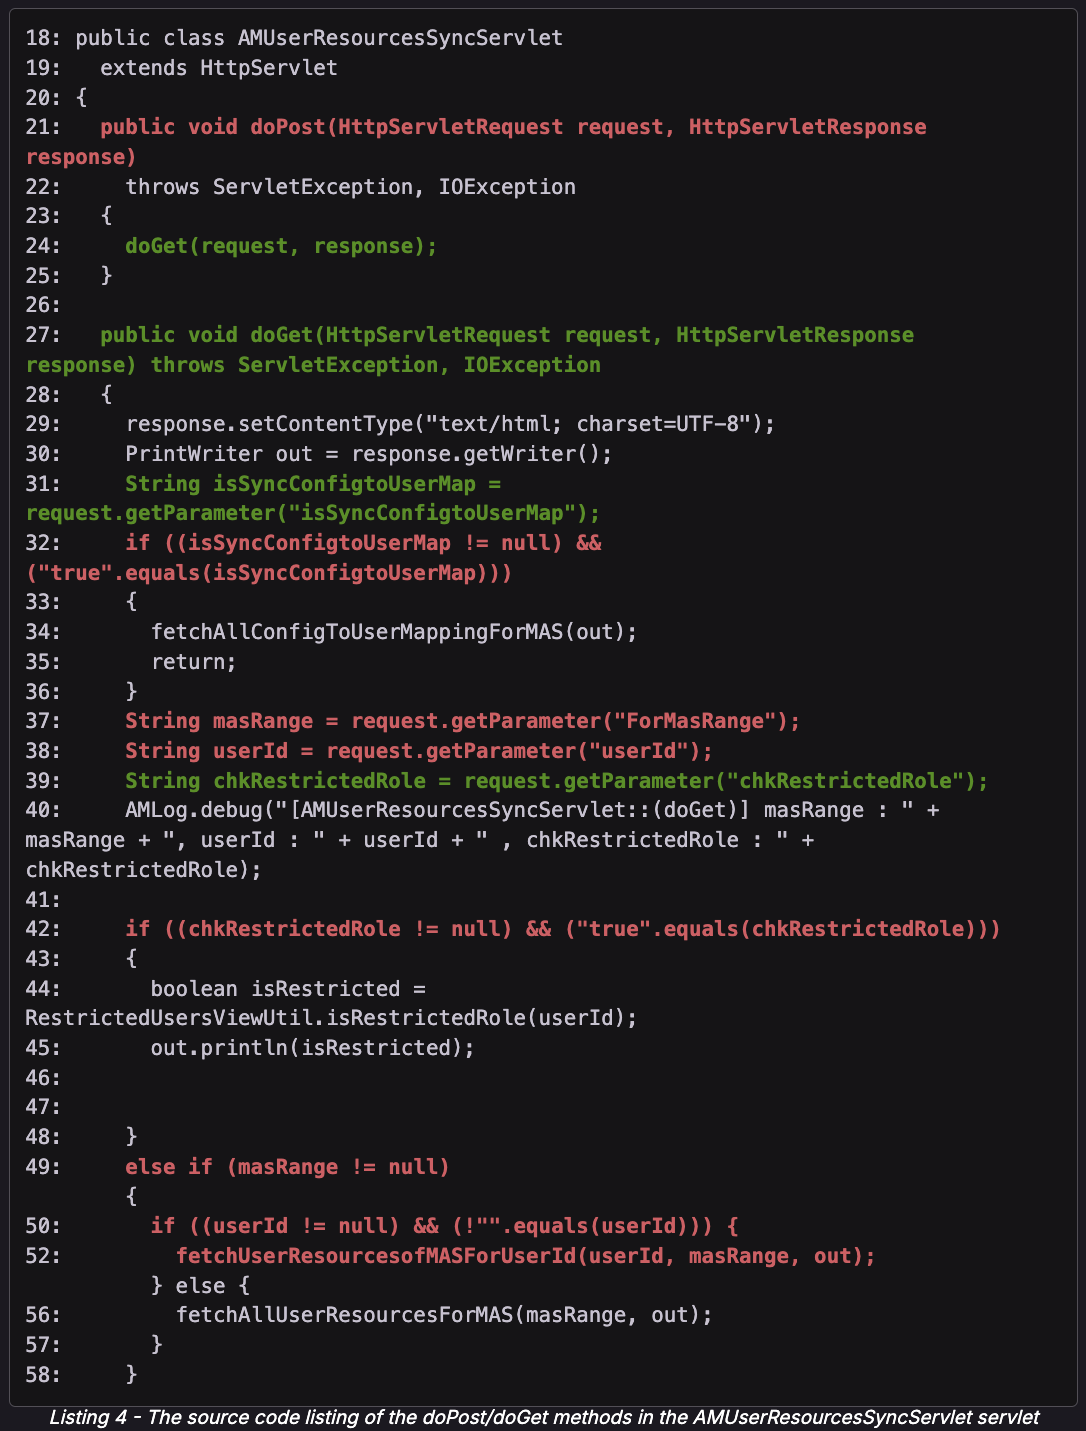 18: public class AMUserResourcesSyncServlet
19:   extends HttpServlet
20: {
21:   public void doPost(HttpServletRequest request, HttpServletResponse
response)
22:     throws ServletException, IOException
23:   {
24:     doGet(request, response);
25:   }
26:
27:   public void doGet(HttpServletRequest request, HttpServletResponse
response) throws ServletException, IOException
28:   {
29:     response.setContentType("text/html; charset=UTF-8");
30:     PrintWriter out = response.getWriter();
31:     String isSyncConfigtoUserMap =
request.getParameter("isSyncConfigtoUserMap");
32:     if ((isSyncConfigtoUserMap != null) &&
("true".equals(isSyncConfigtoUserMap)))
33:     {
34:       fetchAllConfigToUserMappingForMAS(out);
35:       return;
36:     }
37:     String masRange = request.getParameter("ForMasRange");
38:     String userId = request.getParameter("userId");
39:     String chkRestrictedRole = request.getParameter("chkRestrictedRole");
40:     AMLog.debug("[AMUserResourcesSyncServlet::(doGet)] masRange : " +
masRange + ", userId : " + userId + " , chkRestrictedRole : " +
chkRestrictedRole);
41:
42:     if ((chkRestrictedRole != null) && ("true".equals(chkRestrictedRole)))
43:     {
44:       boolean isRestricted =
RestrictedUsersViewUtil.isRestrictedRole(userId);
45:       out.println(isRestricted);
46:
47:
48:     }
49:     else if (masRange != null)
        {
50:       if ((userId != null) && (!"".equals(userId))) {
52:         fetchUserResourcesofMASForUserId(userId, masRange, out);
          } else {
56:         fetchAllUserResourcesForMAS(masRange, out);
57:       }
58:     }
Listing 4 - The source code listing of the doPost/doGet methods in the AMUserResourcesSyncServlet servlet